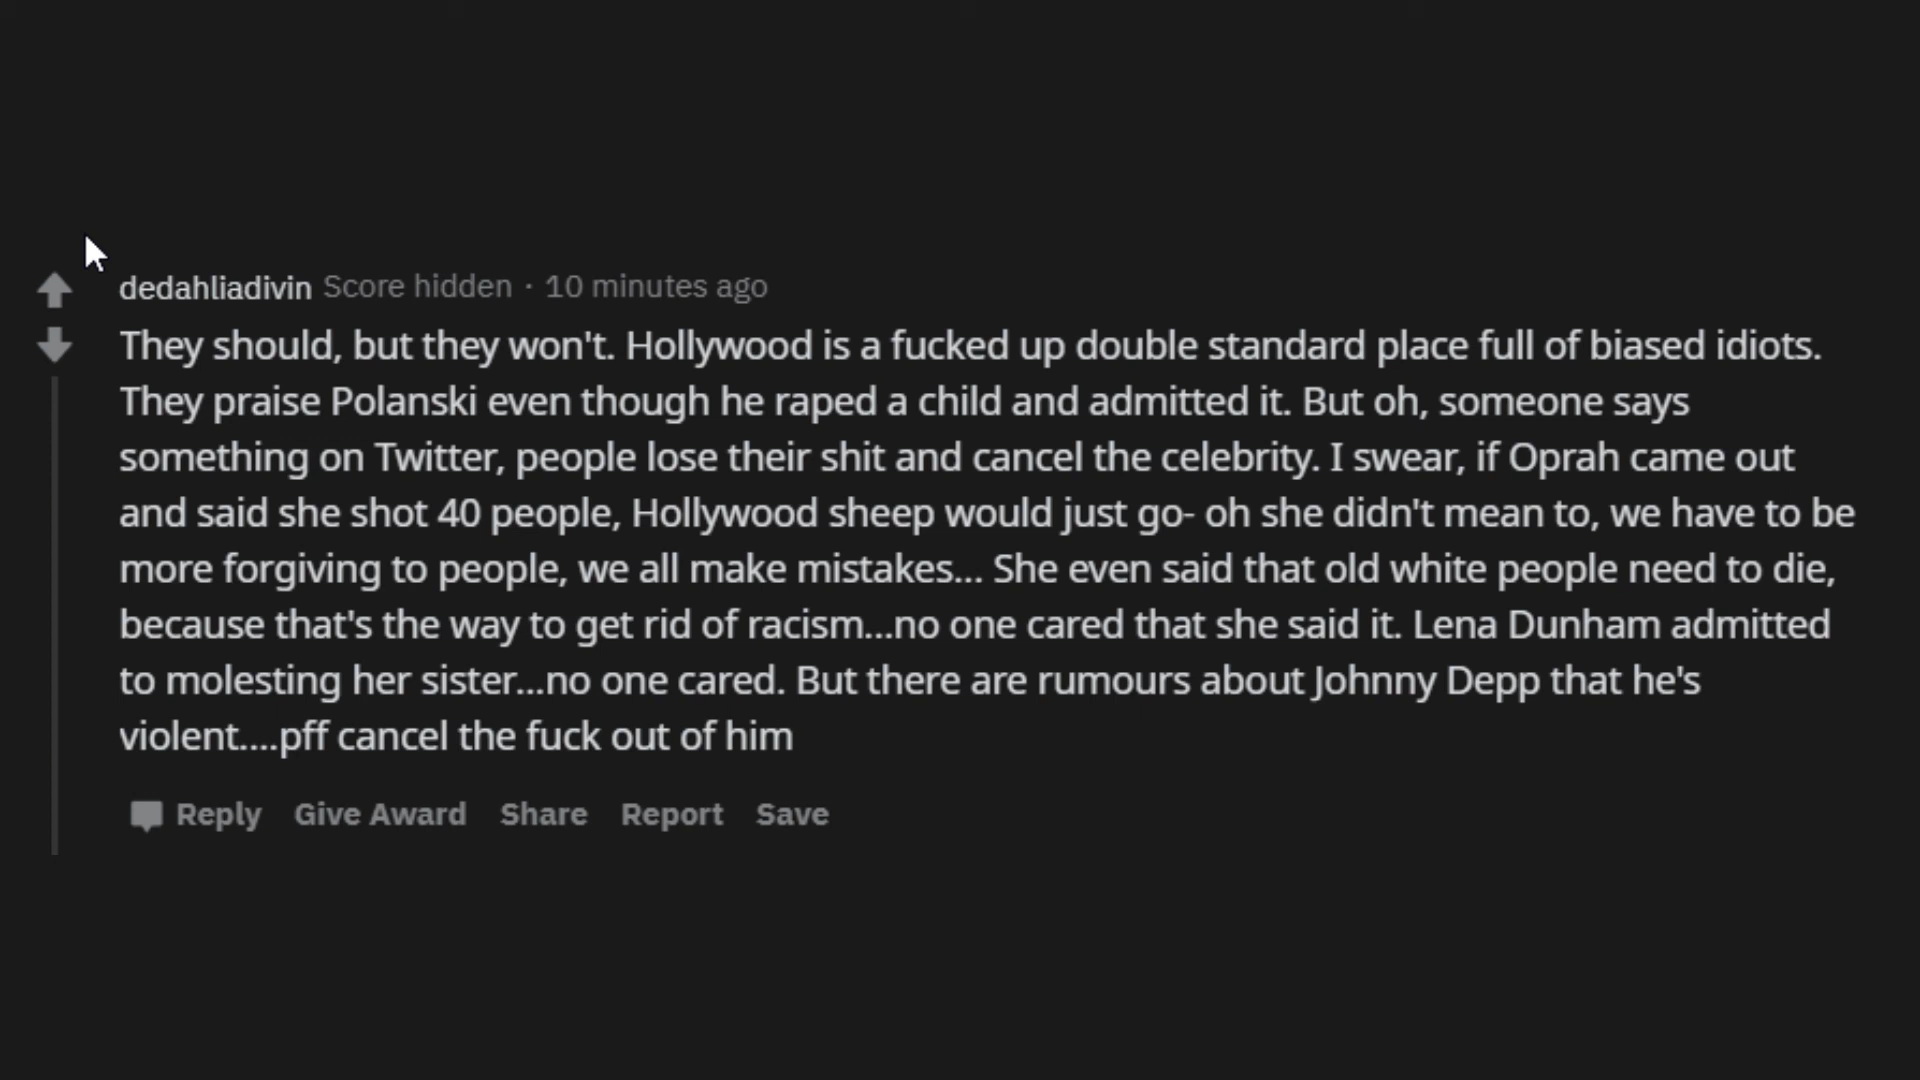 dedahliadivin Score hidden · 10 minutes ago
They should, but they won't. Hollywood is a fucked up double standard place full of biased idiots.
They praise Polanski even though he raped a child and admitted it. But oh, someone says
something on Twitter, people lose their shit and cancel the celebrity. I swear, if Oprah came out
and said she shot 40 people, Hollywood sheep would just go- oh she didn't mean to, we have to be
more forgiving to people, we all make mistakes... She even said that old white people need to die,
because that's the way to get rid of racism...no one cared that she said it. Lena Dunham admitted
to molesting her sister...no one cared. But there are rumours about Johnny Depp that he's
violent....pff cancel the fuck out of him
Reply Give Award Share Report Save